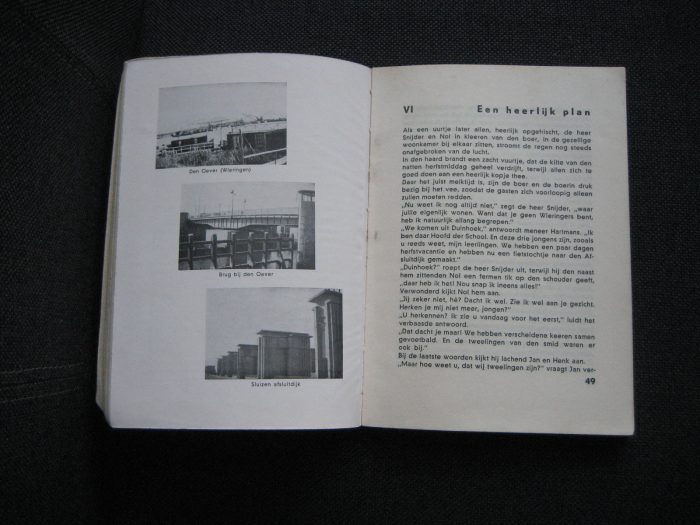 Den Oever (Wieringen)
Brug bij den Oever
Sluizen afsluitdijk
VI Een heerlijk plan
Als een uurtje later allen, heerlijk opgefrischt, de heer
Snijder en Nol in kleeren van den boer, in de gezellige
woonkamer bij elkaar zitten, stroomt de regen nog steeds
onafgebroken van de lucht.
In den haard brandt een zacht vuurtje, dat de kilte van den
natten herfstmiddag geheel verdrijft, terwijl allen zich te
goed doen aan een heerlijk kopje thee.
Daar het juist melktijd is, zijn de boer en de boerin druk
bezig bij het vee, zoodat de gasten zich voorloopig alleen
zullen moeten redden.
„Nu weet ik nog altijd niet,” zegt de heer Snijder, „waar
jullie eigenlijk wonen. Want dat je geen Wieringers bent,
heb ik natuurlijk allang begrepen.”
„We komen uit Duinhoek,” antwoordt meneer Hartmans. „Ik
ben daar Hoofd der School. En deze drie jongens zijn, zooals
u reeds weet, mijn leerlingen. We hebben een paar dagen
herfstvacantie en hebben nu een fietstochtje naar den Af-
sluitdijk gemaakt.”
„Duinhoek?” roept de heer Snijder uit, terwijl hij den naast
hem zittenden Nol een fermen tik op den schouder geeft,
„daar heb ik het! Nou snap ik ineens alles!”
Verwonderd kijkt Nol hem aan.
„Jij zeker niet, hè? Dacht ik wel. Zie ik wel aan je gezicht.
Herken je mij niet meer, jongen?”
„U herkennen? Ik zie u vandaag voor het eerst,” luidt het
verbaasde antwoord.
„Dat dacht je maar! We hebben verscheidene keeren samen
gevoetbald. En de tweelingen van den smid waren er
ook bij.”
Bij de laatste woorden kijkt hij lachend Jan en Henk aan.
„Maar hoe weet u, dat wij tweelingen zijn?” vraagt Jan ver-
49